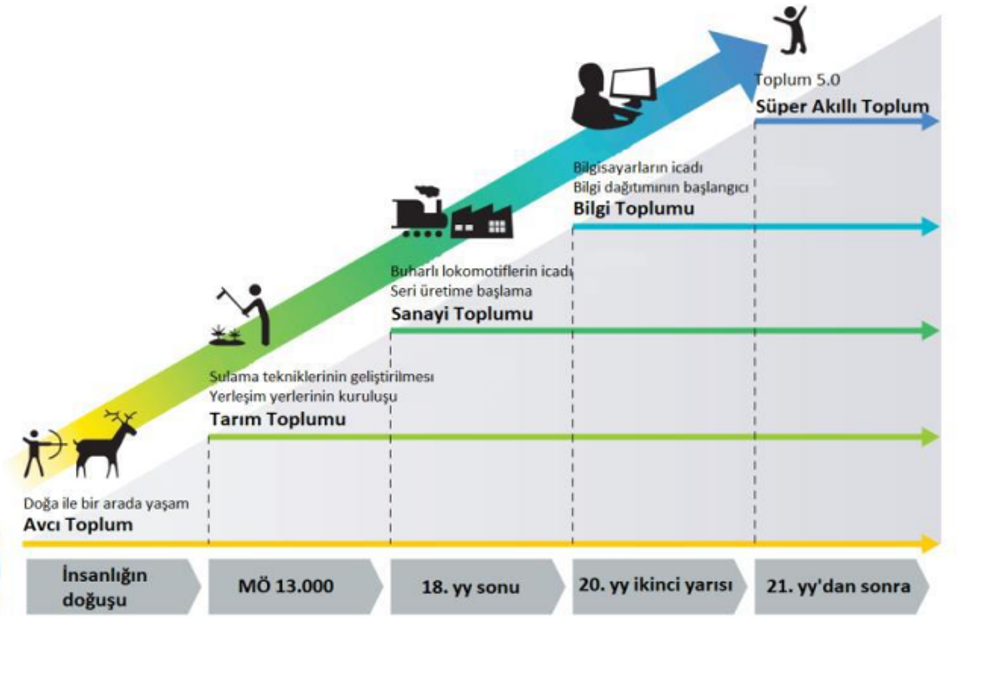 Toplum 5.0
Süper Akıllı Toplum
Bilgisayarların icadı
Bilgi dağıtımının başlangıcı
Bilgi Toplumu
Buharlı lokomotiflerin icadı
Seri üretime başlama
Sanayi Toplumu
Sulama tekniklerinin geliştirilmesı
Yerleşim yerlerinin kuruluşu
Tarım Toplumu
Doğa ile bir arada yaşam
Avcı Toplum
İnsanlığın
doğuşu
MÖ 13.000
18. yy sonu
20. yy ikinci yarısı
21. yy'dan sonra